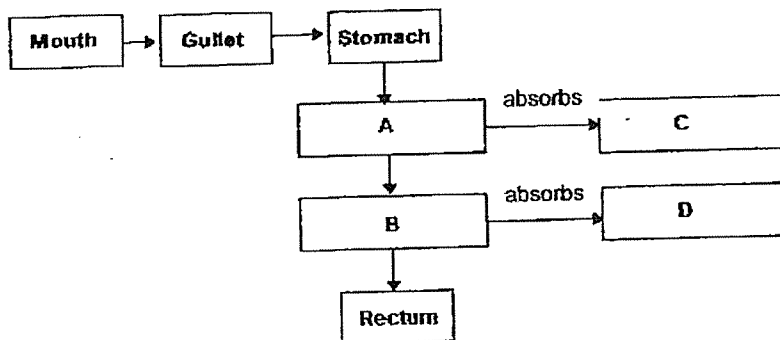 Mouth
Gullet
Stomach
A
absorbs
C
B
absorbs
D
Rectum